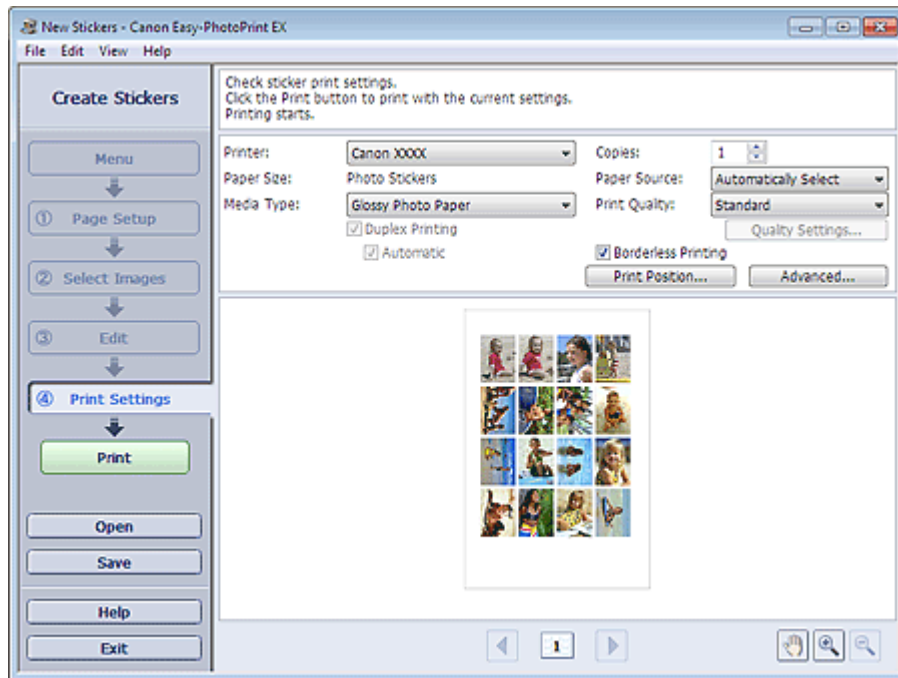 New Stickers - Canon Easy-PhotoPrint EX
File Edit View Help
Create Stickers
Menu
① Page Setup
② Select Images
③ Edit
④ Print Settings
Print
Open
Save
Help
Exit
Check sticker print settings.
Click the Print button to print with the current settings.
Printing starts.
Printer: Canon XXXX Copies: 1
Paper Size: Photo Stickers Paper Source: Automatically Select
Media Type: Glossy Photo Paper Print Quality: Standard
Duplex Printing Quality Settings...
Automatic Borderless Printing
Print Position... Advanced...
1